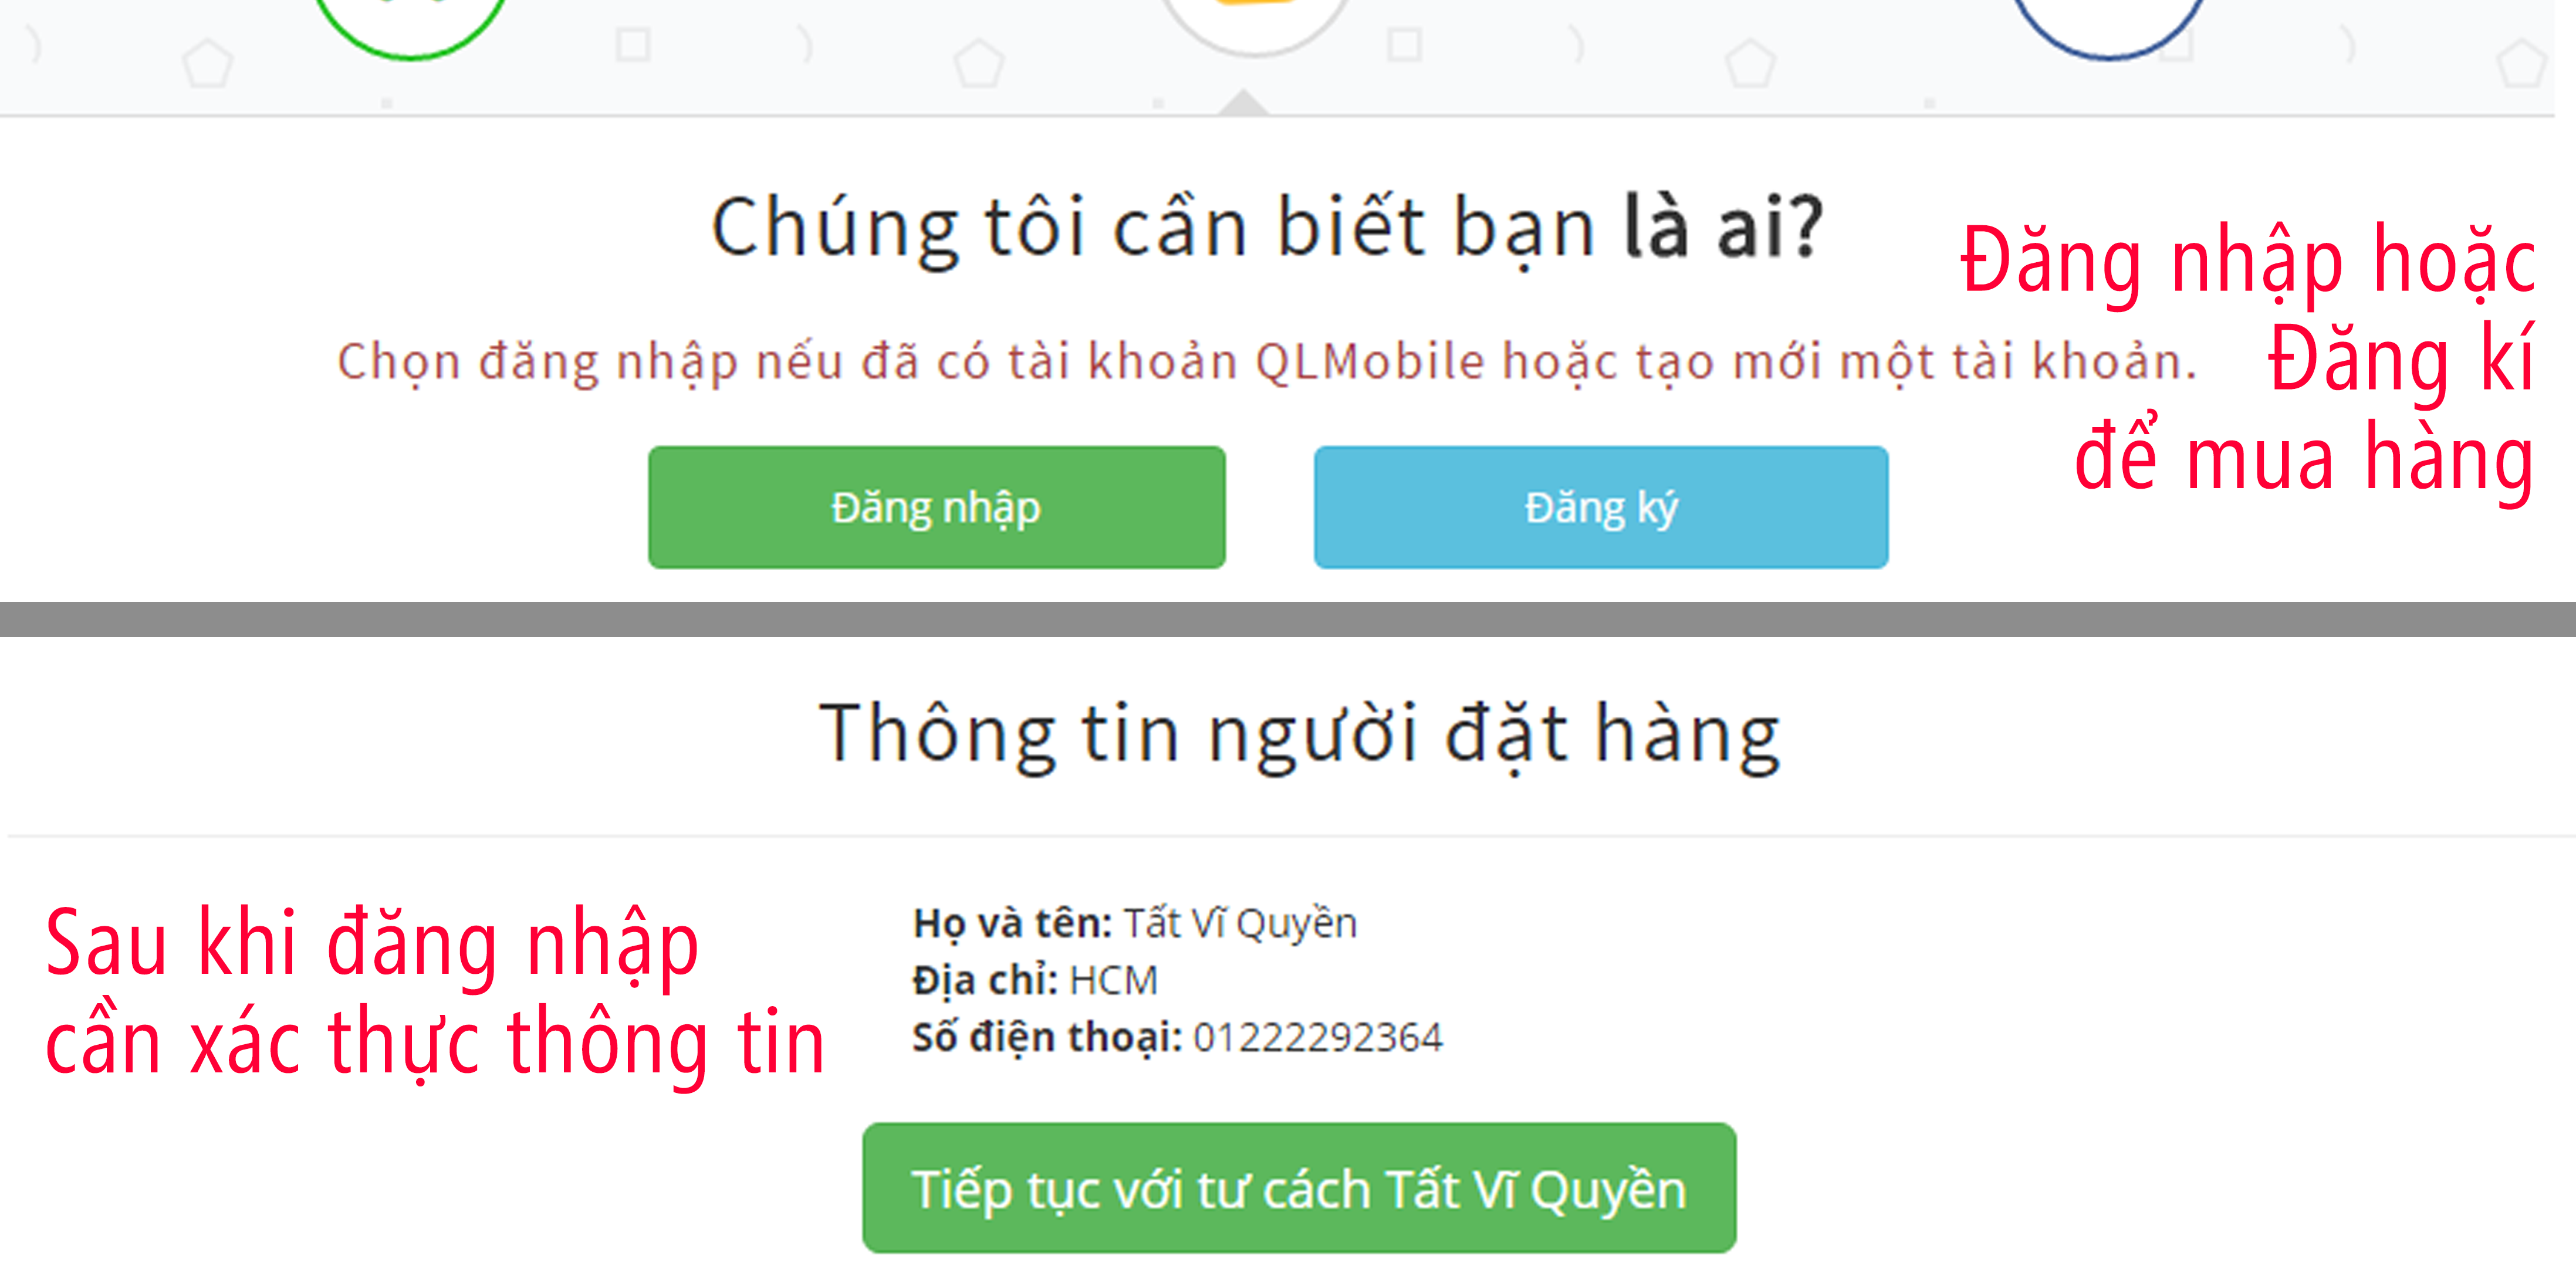 Chúng tôi cần biết bạn là ai?
Chọn đăng nhập nếu đã có tài khoản QLMobile hoặc tạo mới một tài khoản.
Đăng nhập hoặc
Đăng kí
để mua hàng
Đăng nhập
Đăng ký
Thông tin người đặt hàng
Sau khi đăng nhập
cần xác thực thông tin
Họ và tên: Tất Vĩ Quyền
Địa chỉ: HCM
Số điện thoại: 01222292364
Tiếp tục với tư cách Tất Vĩ Quyền